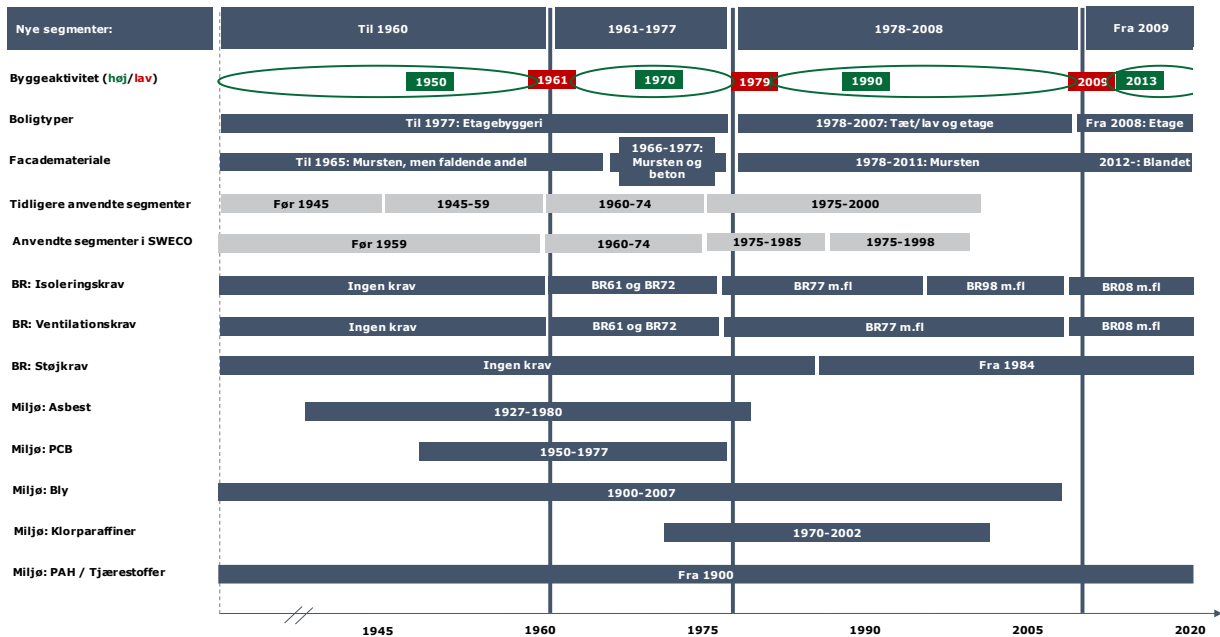 Nye segmenter:
Til 1960
1961-1977
1978-2008
Fra 2009
Byggeaktivitet (høj/lav)
1950
1961
1970
1979
1990
2009
2013
Boligtyper
Til 1977: Etagebyggeri
1978-2007: Tæt/lav og etage
Fra 2008: Etage
Facademateriale
Til 1965: Mursten, men faldende andel
1966-1977:
Mursten og
beton
1978-2011: Mursten
2012-: Blandet
Tidligere anvendte segmenter
Før 1945
1945-59
1960-74
1975-2000
Anvendte segmenter i SWECO
Før 1959
1960-74
1975-1985
1975-1998
BR: Isoleringskrav
Ingen krav
BR61 og BR72
BR77 m.fl
BR98 m.fl
BR08 m.fl
BR: Ventilationskrav
Ingen krav
BR61 og BR72
BR77 m.fl
BR08 m.fl
BR: Støjkrav
Ingen krav
Fra 1984
Miljø: Asbest
1927-1980
Miljø: PCB
1950-1977
Miljø: Bly
1900-2007
Miljø: Klorparaffiner
1970-2002
Miljø: PAH / Tjærestoffer
Fra 1900
1945
1960
1975
1990
2005
2020